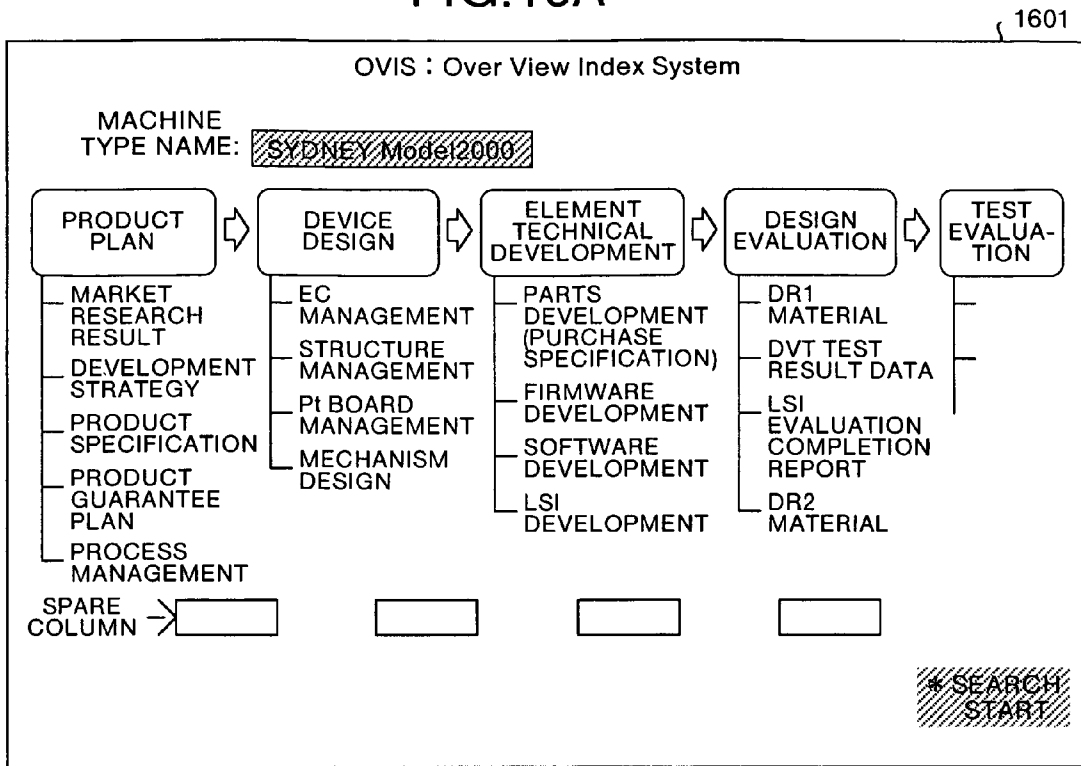 FIG.16A
1601
OVIS : Over View Index System
MACHINE
TYPE NAME: SYDNEY Model2000
PRODUCT
PLAN
MARKET
RESEARCH
RESULT
DEVELOPMENT
STRATEGY
PRODUCT
SPECIFICATION
PRODUCT
GUARANTEE
PLAN
PROCESS
MANAGEMENT
DEVICE
DESIGN
EC
MANAGEMENT
STRUCTURE
MANAGEMENT
Pt BOARD
MANAGEMENT
MECHANISM
DESIGN
ELEMENT
TECHNICAL
DEVELOPMENT
PARTS
DEVELOPMENT
(PURCHASE
SPECIFICATION)
FIRMWARE
DEVELOPMENT
SOFTWARE
DEVELOPMENT
LSI
DEVELOPMENT
DESIGN
EVALUATION
DR1
MATERIAL
DVT TEST
RESULT DATA
LSI
EVALUATION
COMPLETION
REPORT
DR2
MATERIAL
TEST
EVALUA-
TION
SPARE
COLUMN
* SEARCH
START